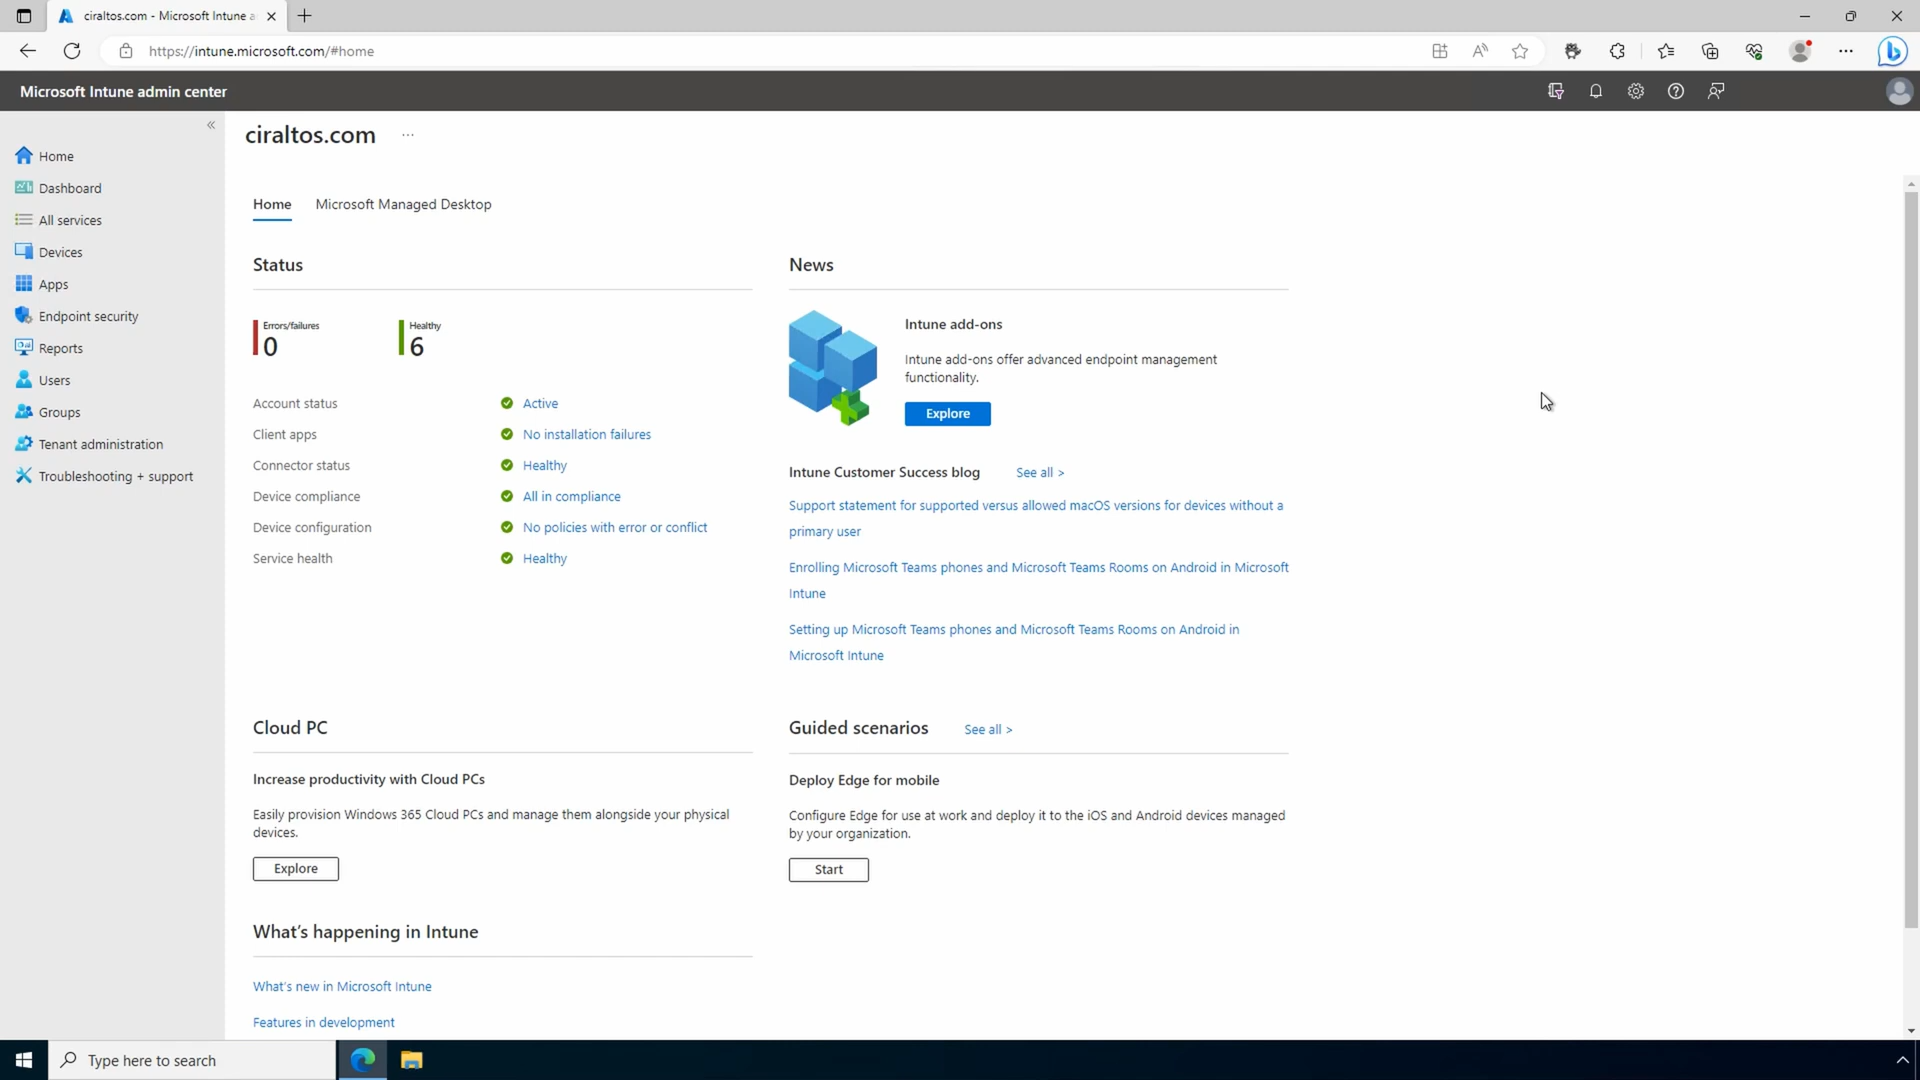 ciraltos.com - Microsoft Intune a
https://intune.microsoft.com/#home
Microsoft Intune admin center
ciraltos.com
Home
Dashboard
All services
Devices
Apps
Endpoint security
Reports
Users
Groups
Tenant administration
Troubleshooting + support
Home
Microsoft Managed Desktop
Status
Errors/failures
0
Healthy
6
Account status
Active
Client apps
No installation failures
Connector status
Healthy
Device compliance
All in compliance
Device configuration
No policies with error or conflict
Service health
Healthy
News
Intune add-ons
Intune add-ons offer advanced endpoint management
functionality.
Explore
Intune Customer Success blog
See all >
Support statement for supported versus allowed macOS versions for devices without a
primary user
Enrolling Microsoft Teams phones and Microsoft Teams Rooms on Android in Microsoft
Intune
Setting up Microsoft Teams phones and Microsoft Teams Rooms on Android in
Microsoft Intune
Cloud PC
Increase productivity with Cloud PCs
Easily provision Windows 365 Cloud PCs and manage them alongside your physical
devices.
Explore
Guided scenarios
See all >
Deploy Edge for mobile
Configure Edge for use at work and deploy it to the iOS and Android devices managed
by your organization.
Start
What's happening in Intune
What's new in Microsoft Intune
Features in development
Type here to search